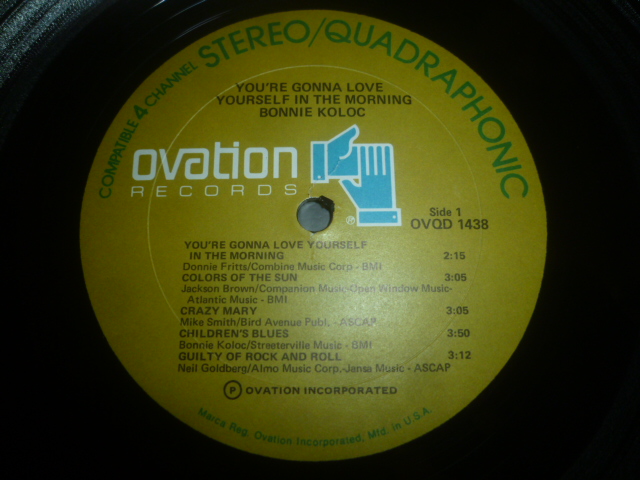 COMPATIBLE 4 CHANNEL STEREO/QUADRAPHONIC
YOU'RE GONNA LOVE
YOURSELF IN THE MORNING
BONNIE KOLOC
ovation
RECORDS
®
Side 1
OVQD 1438
YOU'RE GONNA LOVE YOURSELF
IN THE MORNING 2:15
Donnie Fritts/Combine Music Corp - BMI
COLORS OF THE SUN 3:05
Jackson Brown/Companion Music-Open Window Music-
Atlantic Music - BMI
CRAZY MARY 3:05
Mike Smith/Bird Avenue Publ. - ASCAP
CHILDREN'S BLUES 3:50
Bonnie Koloc/Streeterville Music - BMI
GUILTY OF ROCK AND ROLL 3:12
Neil Goldberg/Almo Music Corp.-Jansa Music - ASCAP
Ⓟ OVATION INCORPORATED
Marca Reg. Ovation Incorporated, Mfd. in U.S.A.